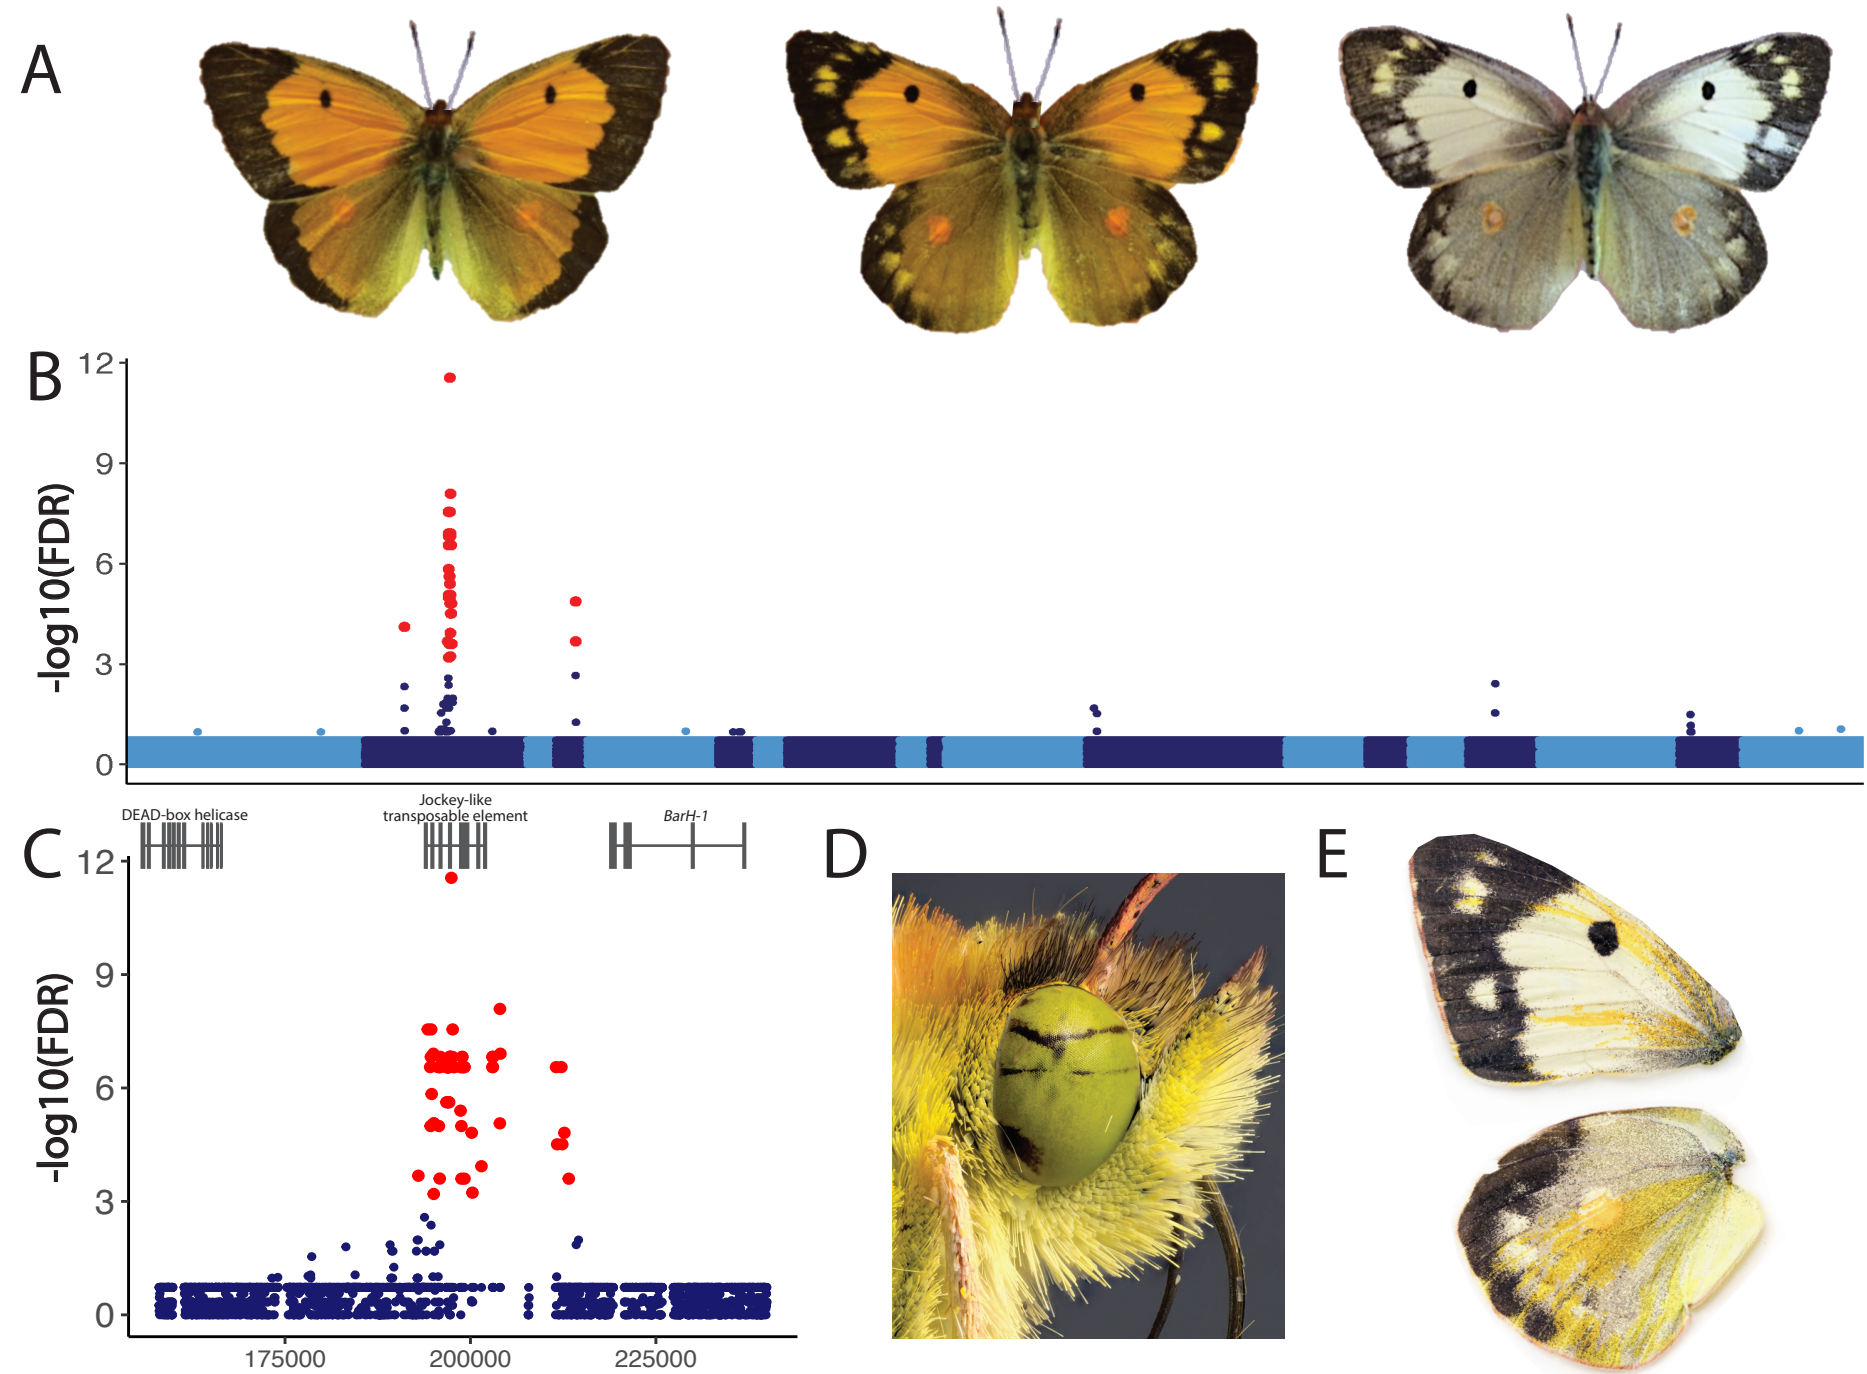 A
B
12
9
6
3
0
-log10(FDR)
C
DEAD-box helicase
Jockey-like
transposable element
BarH-1
12
9
6
3
0
-log10(FDR)
175000
200000
225000
D
E